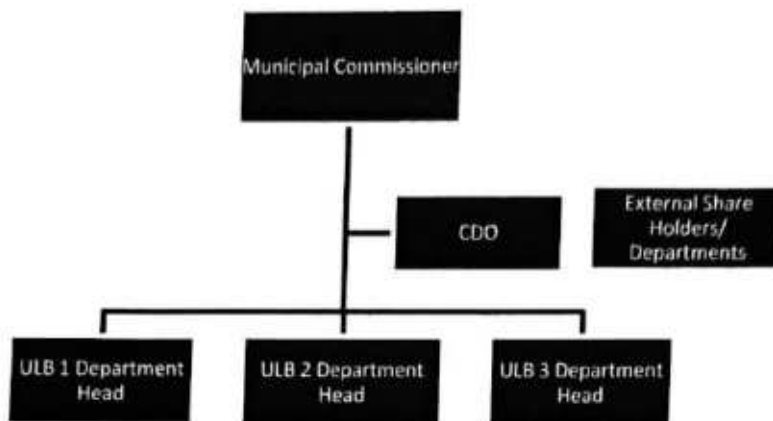 Municipal Commissioner
CDO
External Share
Holders/
Departments
ULB 1 Department
Head
ULB 2 Department
Head
ULB 3 Department
Head